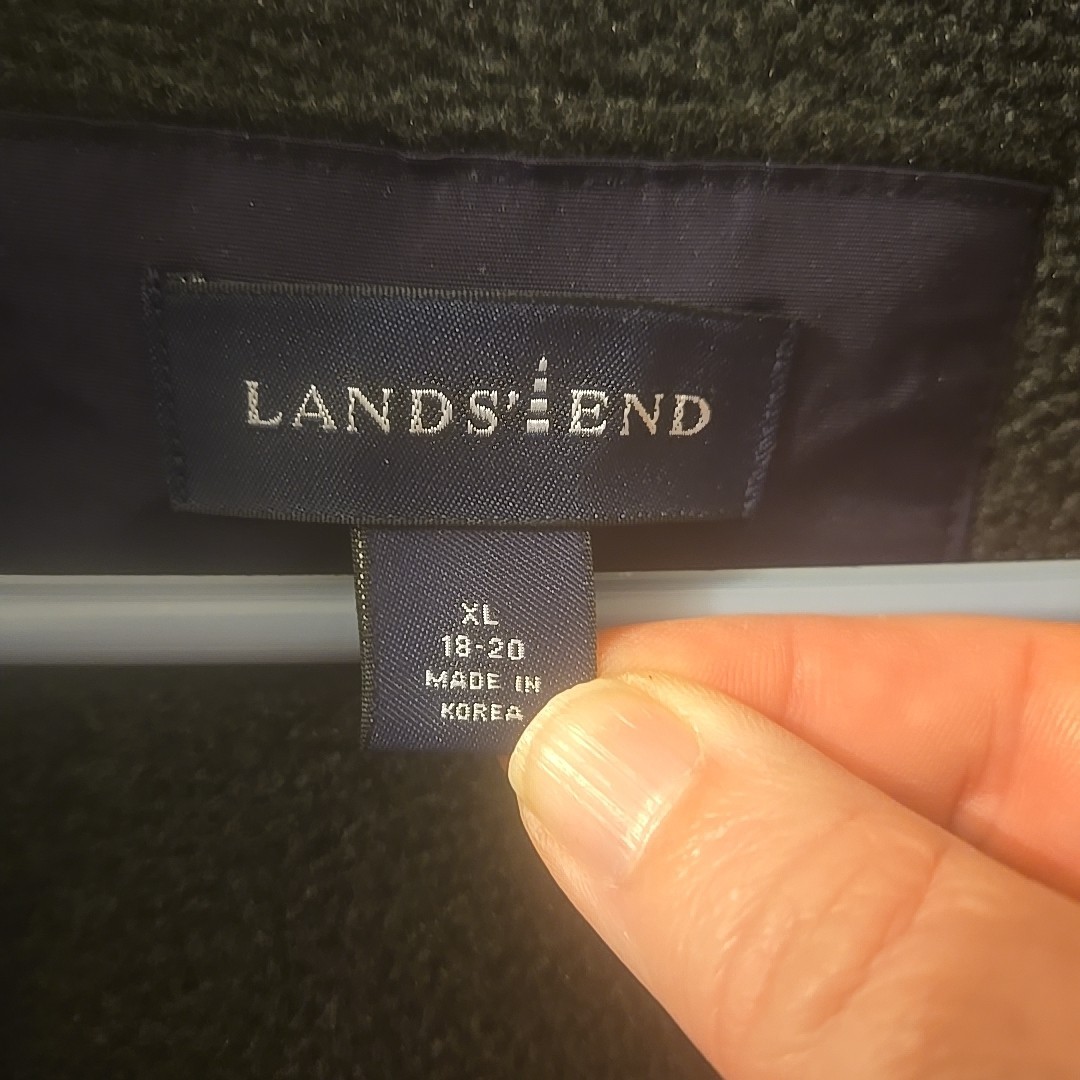 LANDS' END
XL
18-20
MADE IN
KOREA